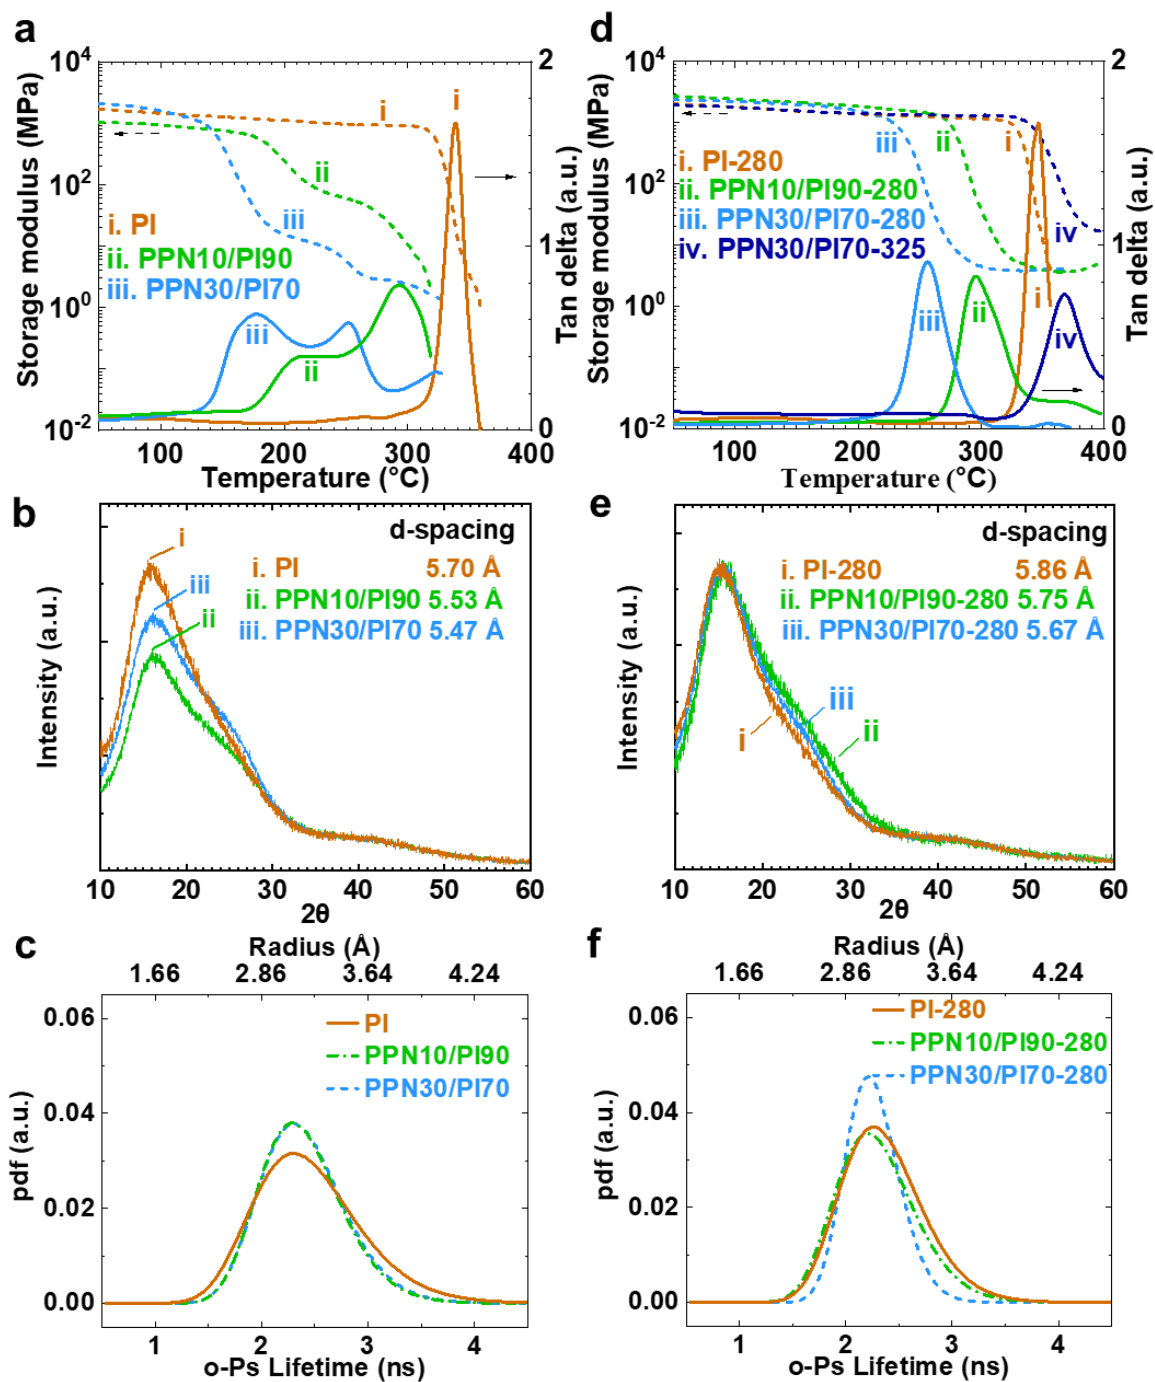 a
10⁴
10²
10⁰
10⁻²
Storage modulus (MPa)
i
i
ii
iii
i. PI
ii. PPN10/PI90
iii. PPN30/PI70
iii
ii
2
1
0
Tan delta (a.u.)
100
200
300
400
Temperature (°C)
d
10⁴
10²
10⁰
10⁻²
Storage modulus (MPa)
iii
ii
i
i. PI-280
ii. PPN10/PI90-280
iii. PPN30/PI70-280
iv. PPN30/PI70-325
iv
i
iii
ii
iv
2
1
0
Tan delta (a.u.)
100
200
300
400
Temperature (°C)
b
Intensity (a.u.)
d-spacing
i
iii
ii
i. PI 5.70 Å
ii. PPN10/PI90 5.53 Å
iii. PPN30/PI70 5.47 Å
10 20 30 40 50 60
2θ
e
Intensity (a.u.)
d-spacing
i. PI-280 5.86 Å
ii. PPN10/PI90-280 5.75 Å
iii. PPN30/PI70-280 5.67 Å
iii
ii
i
10 20 30 40 50 60
2θ
c
Radius (Å)
1.66 2.86 3.64 4.24
0.06
0.04
0.02
0.00
pdf (a.u.)
PI
PPN10/PI90
PPN30/PI70
1 2 3 4
o-Ps Lifetime (ns)
f
Radius (Å)
1.66 2.86 3.64 4.24
0.06
0.04
0.02
0.00
pdf (a.u.)
PI-280
PPN10/PI90-280
PPN30/PI70-280
1 2 3 4
o-Ps Lifetime (ns)